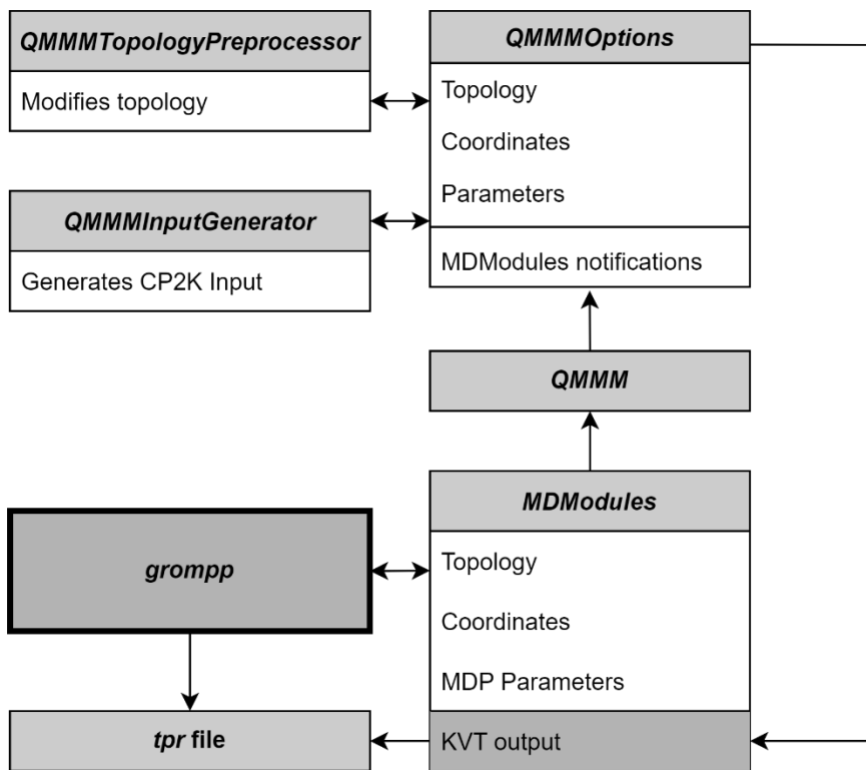 QMMMTopologyPreprocessor
Modifies topology
QMMMOptions
Topology
Coordinates
Parameters
MDModules notifications
QMMMInputGenerator
Generates CP2K Input
QMMM
MDModules
Topology
Coordinates
MDP Parameters
KVT output
grompp
tpr file